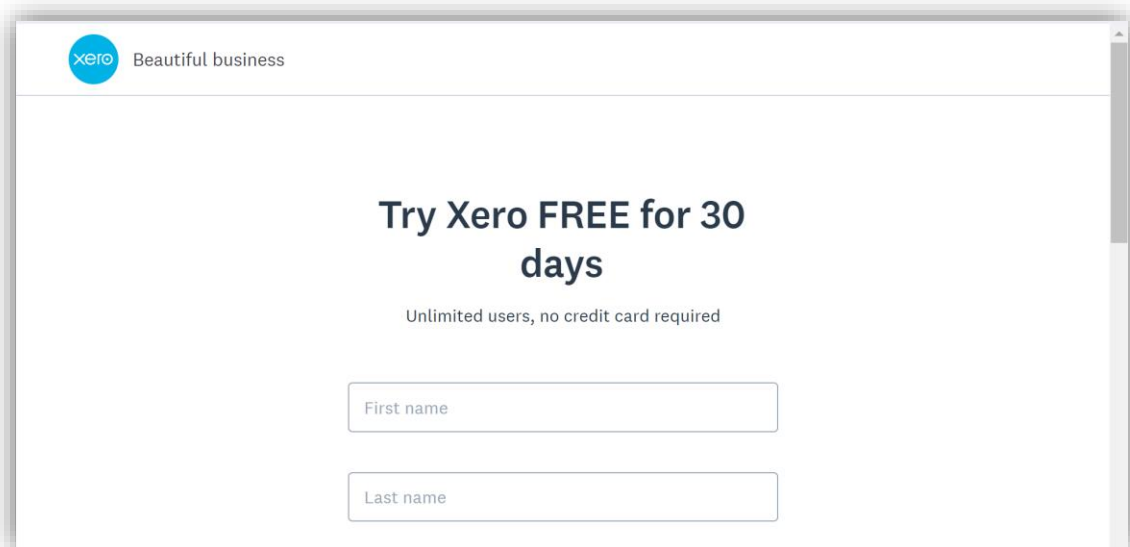 xero Beautiful business
Try Xero FREE for 30
days
Unlimited users, no credit card required
First name
Last name